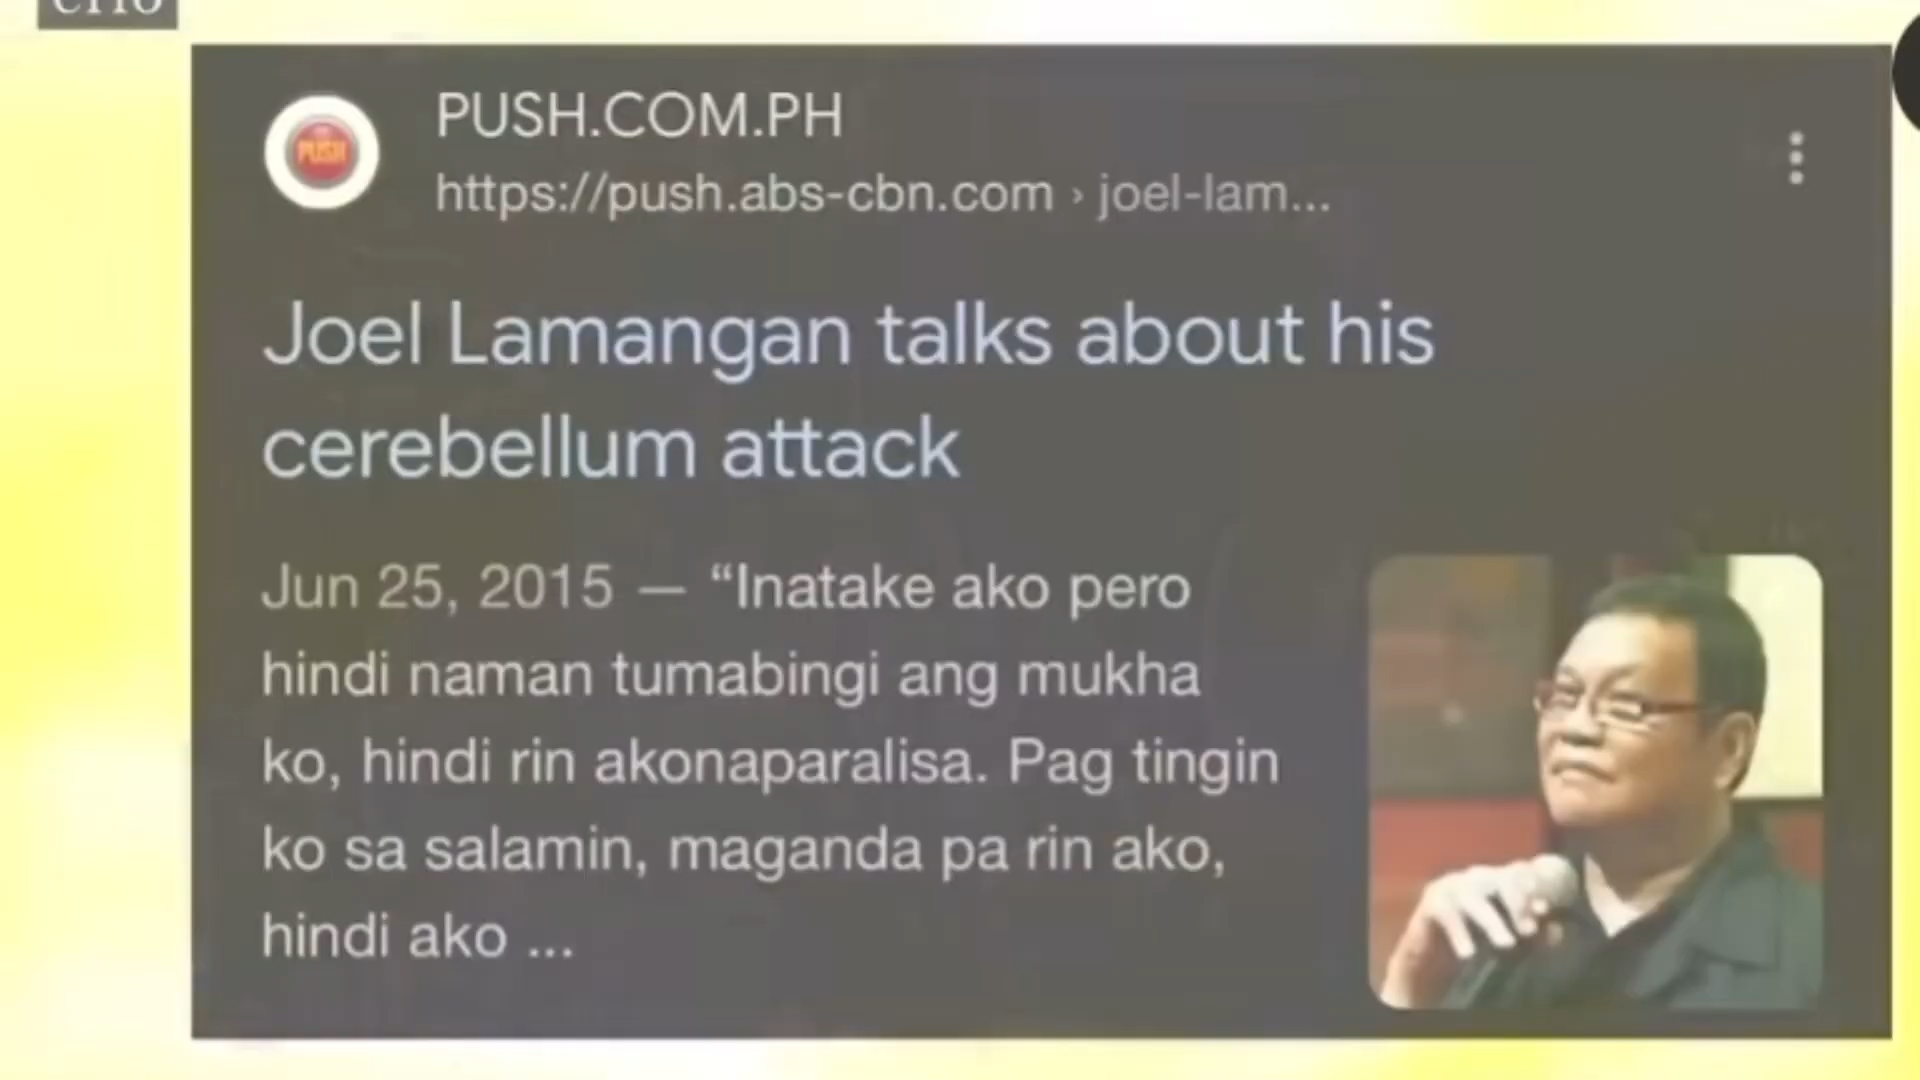 PUSH.COM.PH
PUSH
https://push.abs-cbn.com › joel-lam...
Joel Lamangan talks about his
cerebellum attack
Jun 25, 2015 — “Inatake ako pero
hindi naman tumabingi ang mukha
ko, hindi rin akonaparalisa. Pag tingin
ko sa salamin, maganda pa rin ako,
hindi ako ...